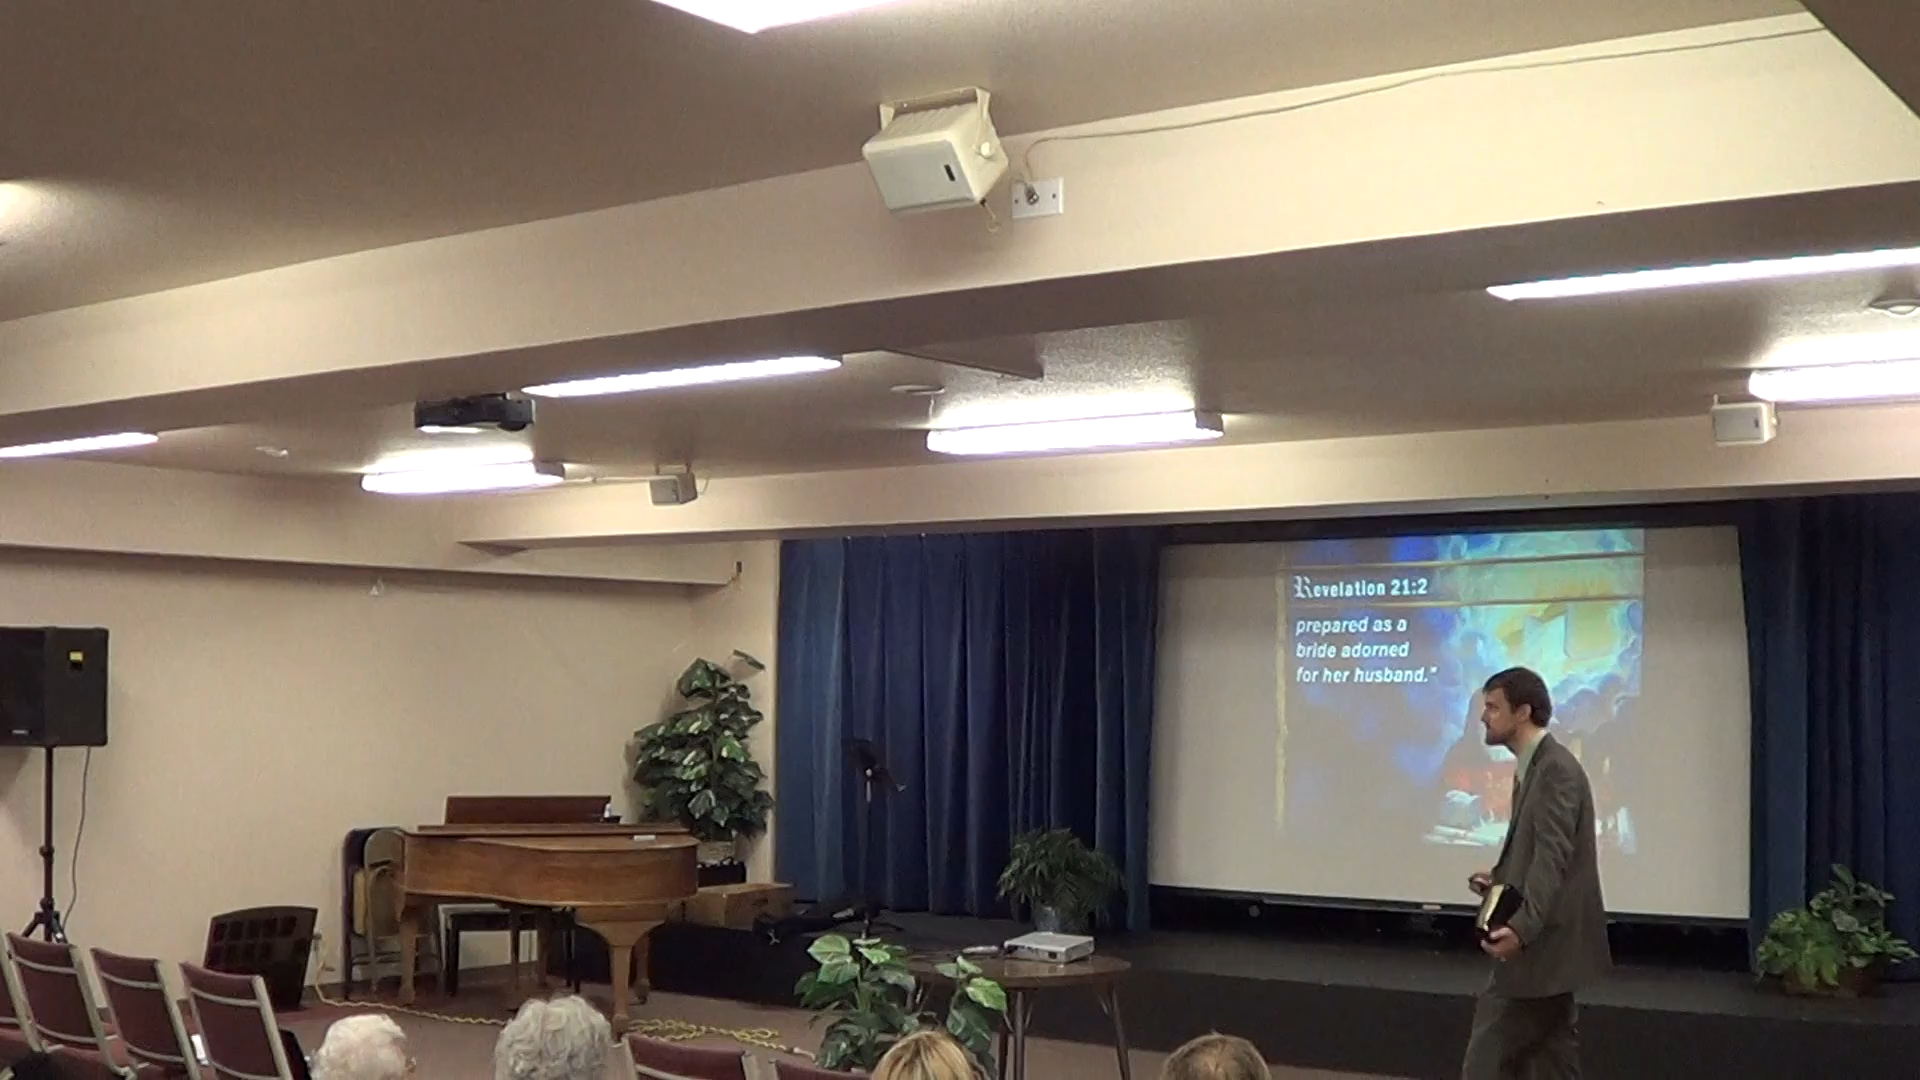 Revelation 21:2
prepared as a
bride adorned
for her husband."